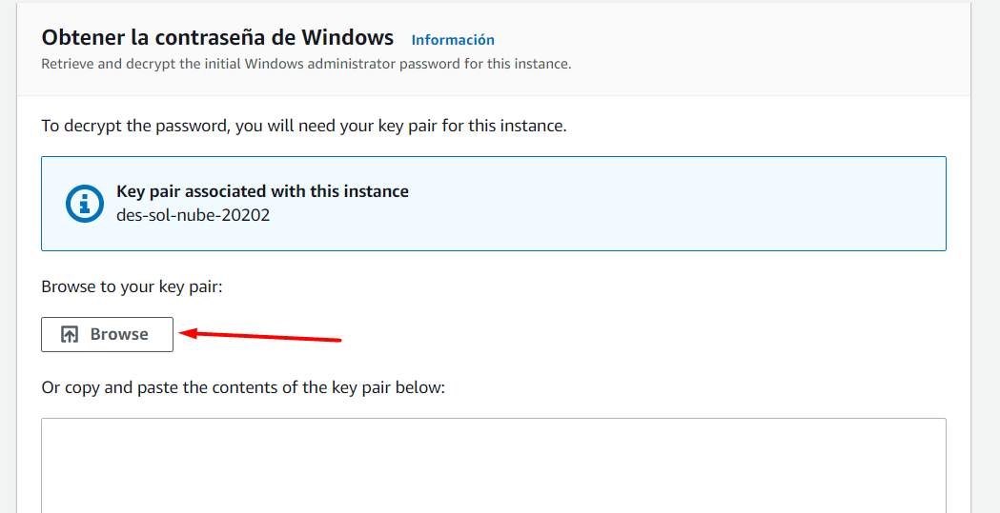 Obtener la contraseña de Windows Información
Retrieve and decrypt the initial Windows administrator password for this instance.
To decrypt the password, you will need your key pair for this instance.
Key pair associated with this instance
des-sol-nube-20202
Browse to your key pair:
Browse
Or copy and paste the contents of the key pair below: